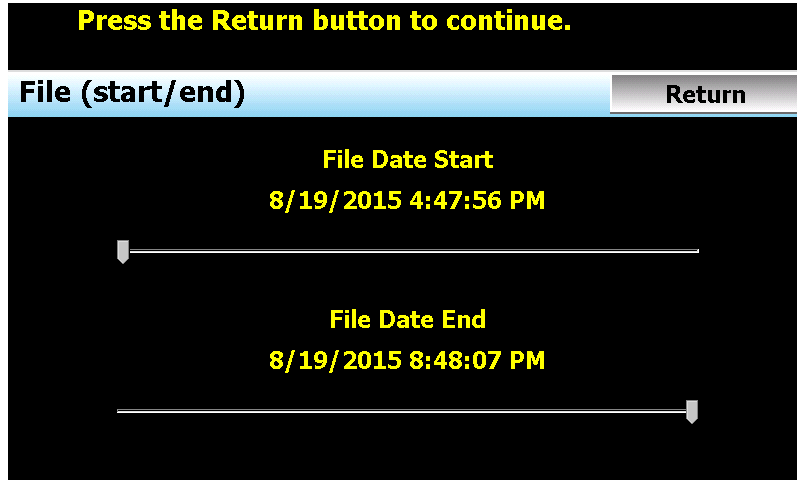 Press the Return button to continue.
File (start/end)
Return
File Date Start
8/19/2015 4:47:56 PM
File Date End
8/19/2015 8:48:07 PM